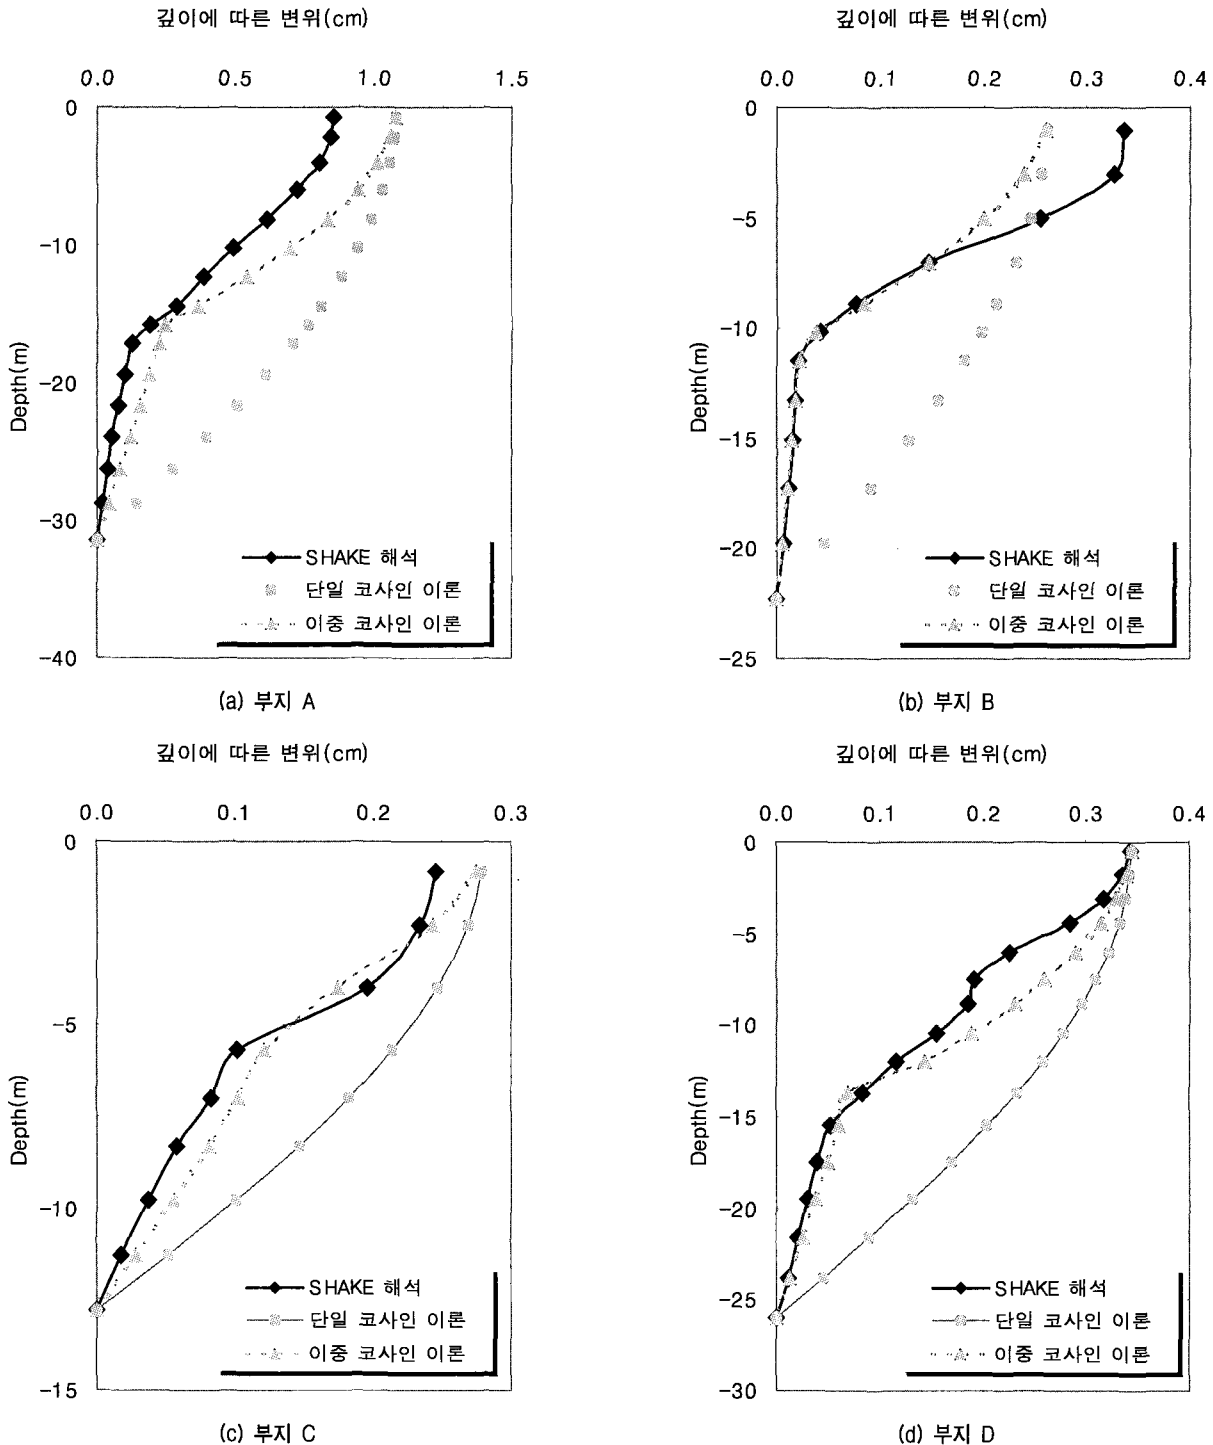 깊이에 따른 변위(cm)
0.0 0.5 1.0 1.5
0
-10
-20
-30
-40
Depth(m)
SHAKE 해석
단일 코사인 이론
이중 코사인 이론
(a) 부지 A
깊이에 따른 변위(cm)
0.0 0.1 0.2 0.3 0.4
0
-5
-10
-15
-20
-25
Depth(m)
SHAKE 해석
단일 코사인 이론
이중 코사인 이론
(b) 부지 B
깊이에 따른 변위(cm)
0.0 0.1 0.2 0.3
0
-5
-10
-15
Depth(m)
SHAKE 해석
단일 코사인 이론
이중 코사인 이론
(c) 부지 C
깊이에 따른 변위(cm)
0.0 0.1 0.2 0.3 0.4
0
-5
-10
-15
-20
-25
-30
Depth(m)
SHAKE 해석
단일 코사인 이론
이중 코사인 이론
(d) 부지 D